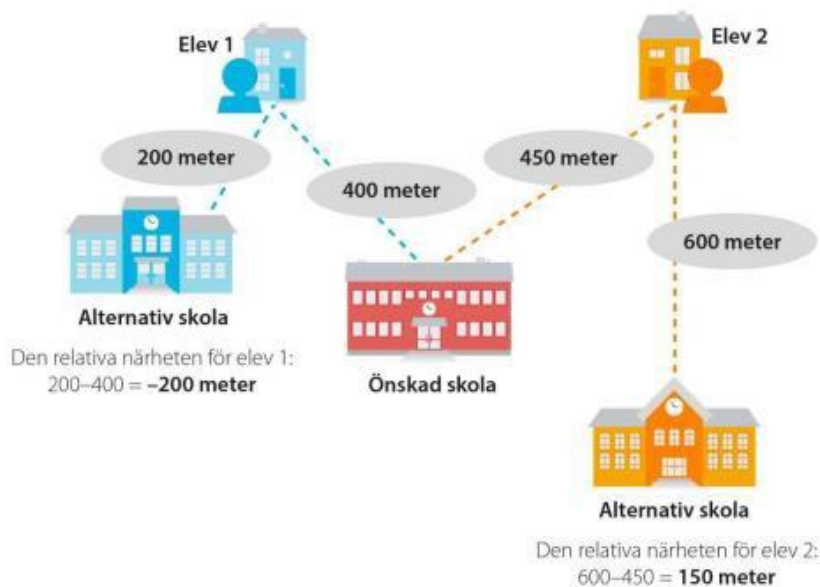 Elev 1
Elev 2
200 meter
450 meter
400 meter
600 meter
Alternativ skola
Den relativa närheten för elev 1:
200–400 = –200 meter
Önskad skola
Alternativ skola
Den relativa närheten för elev 2:
600–450 = 150 meter